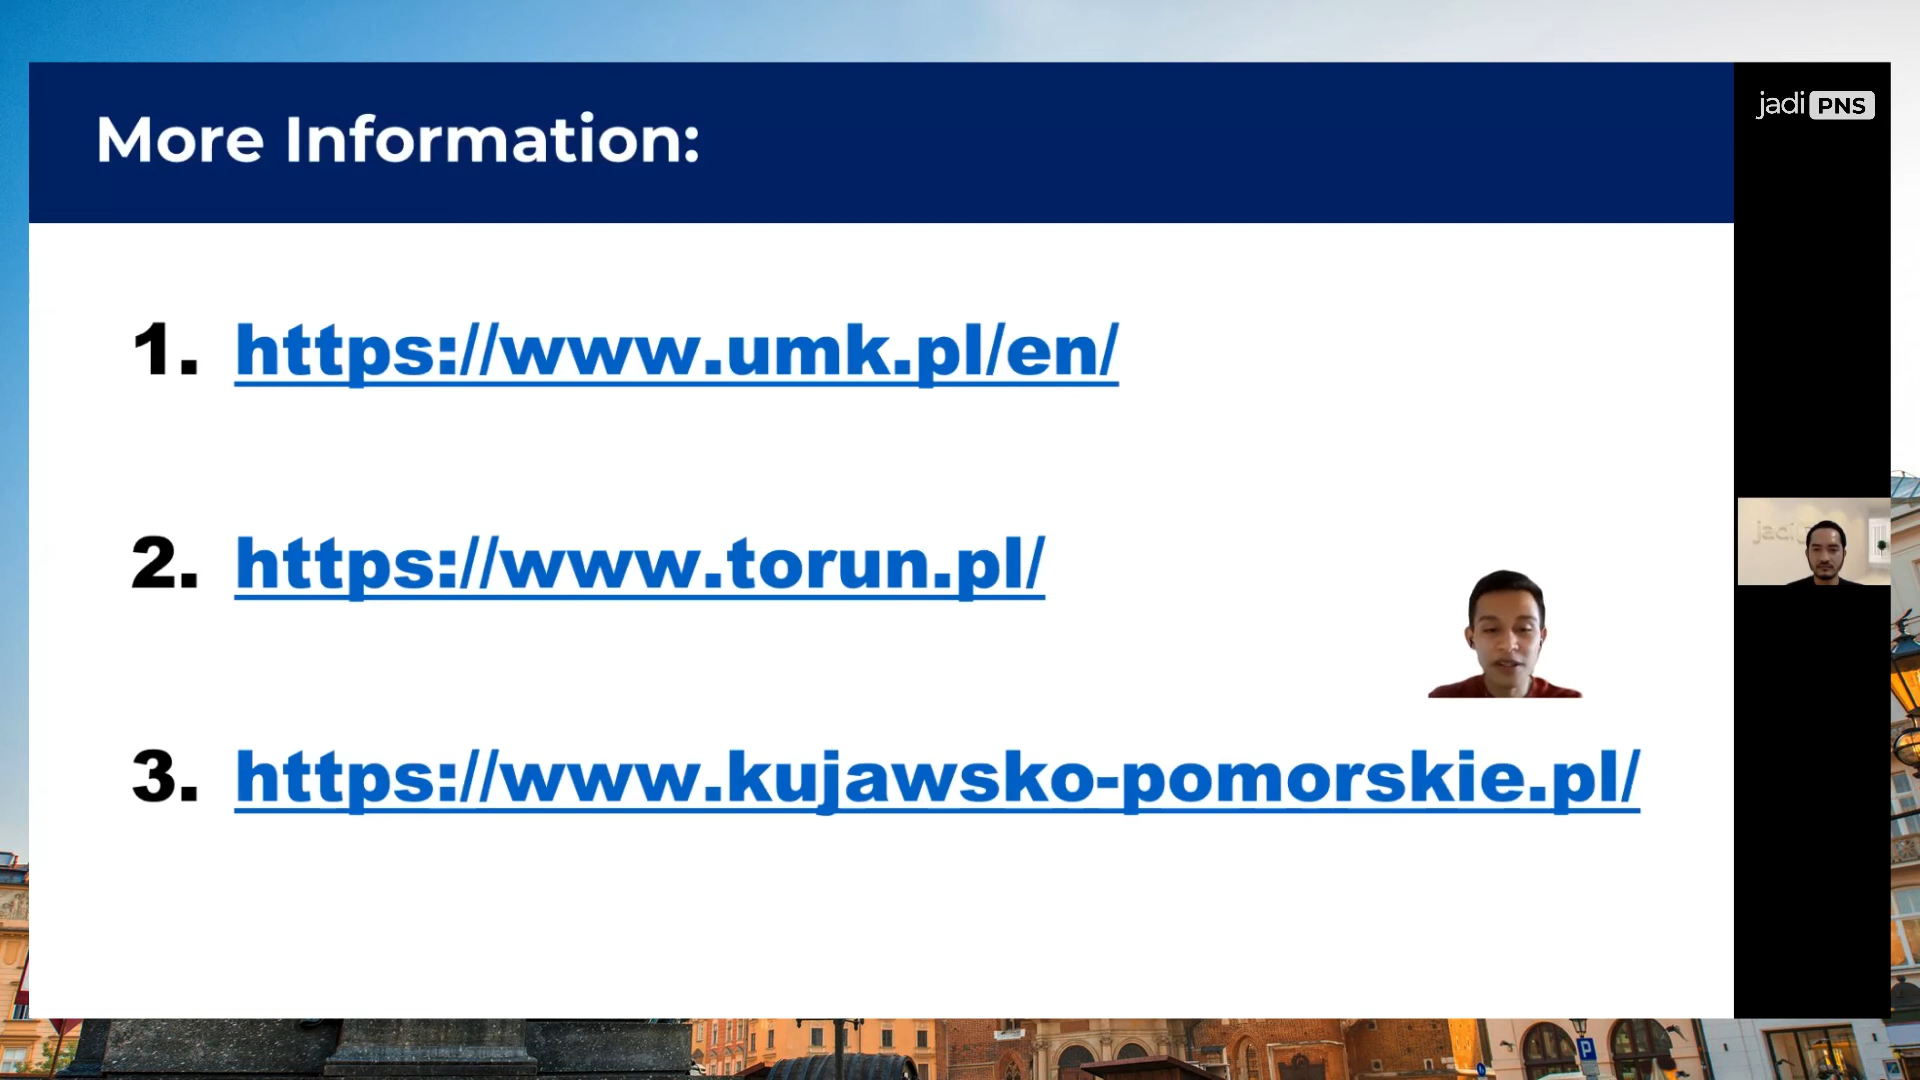 More Information:
jadi PNS
1. https://www.umk.pl/en/
2. https://www.torun.pl/
3. https://www.kujawsko-pomorskie.pl/
P